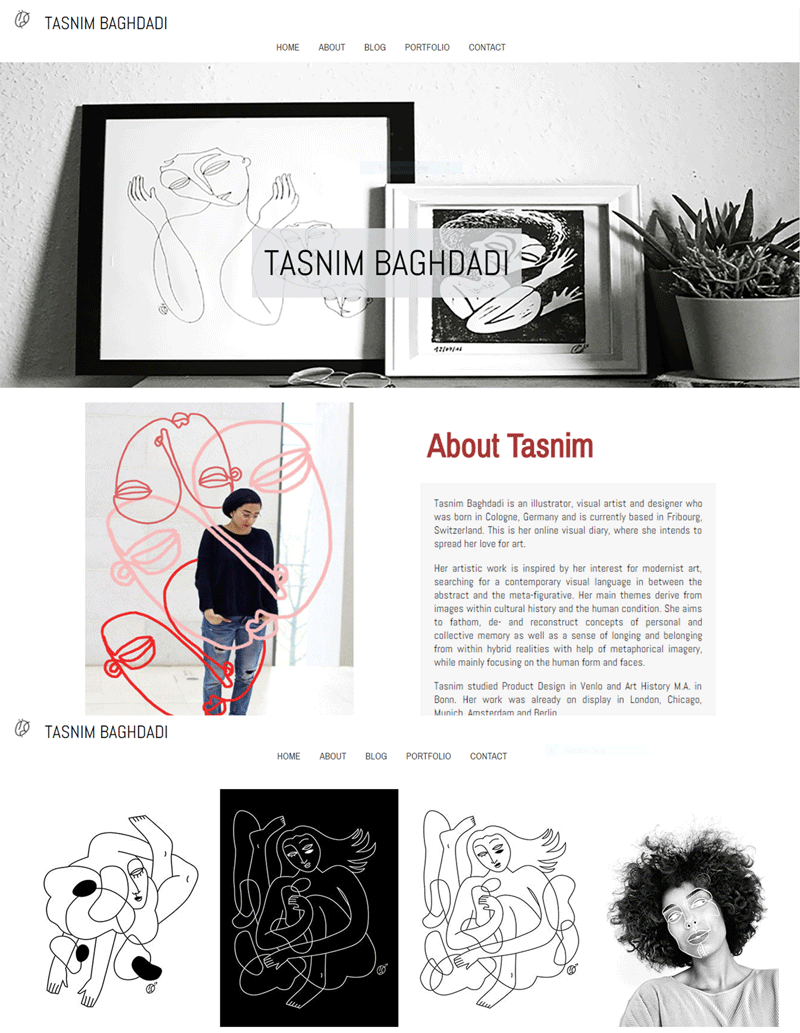 TASNIM BAGHDADI
HOME ABOUT BLOG PORTFOLIO CONTACT
TASNIM BAGHDADI
About Tasnim
Tasnim Baghdadi is an illustrator, visual artist and designer who
was born in Cologne, Germany and is currently based in Fribourg,
Switzerland. This is her online visual diary, where she intends to
spread her love for art.
Her artistic work is inspired by her interest for modernist art,
searching for a contemporary visual language in between the
abstract and the meta-figurative. Her main themes derive from
images within cultural history and the human condition. She aims
to fathom, de- and reconstruct concepts of personal and
collective memory as well as a sense of longing and belonging
from within hybrid realities with help of metaphorical imagery,
while mainly focusing on the human form and faces.
Tasnim studied Product Design in Venlo and Art History M.A. in
Bonn. Her work was already on display in London, Chicago,
Munich, Amsterdam and Berlin
TASNIM BAGHDADI
HOME ABOUT BLOG PORTFOLIO CONTACT